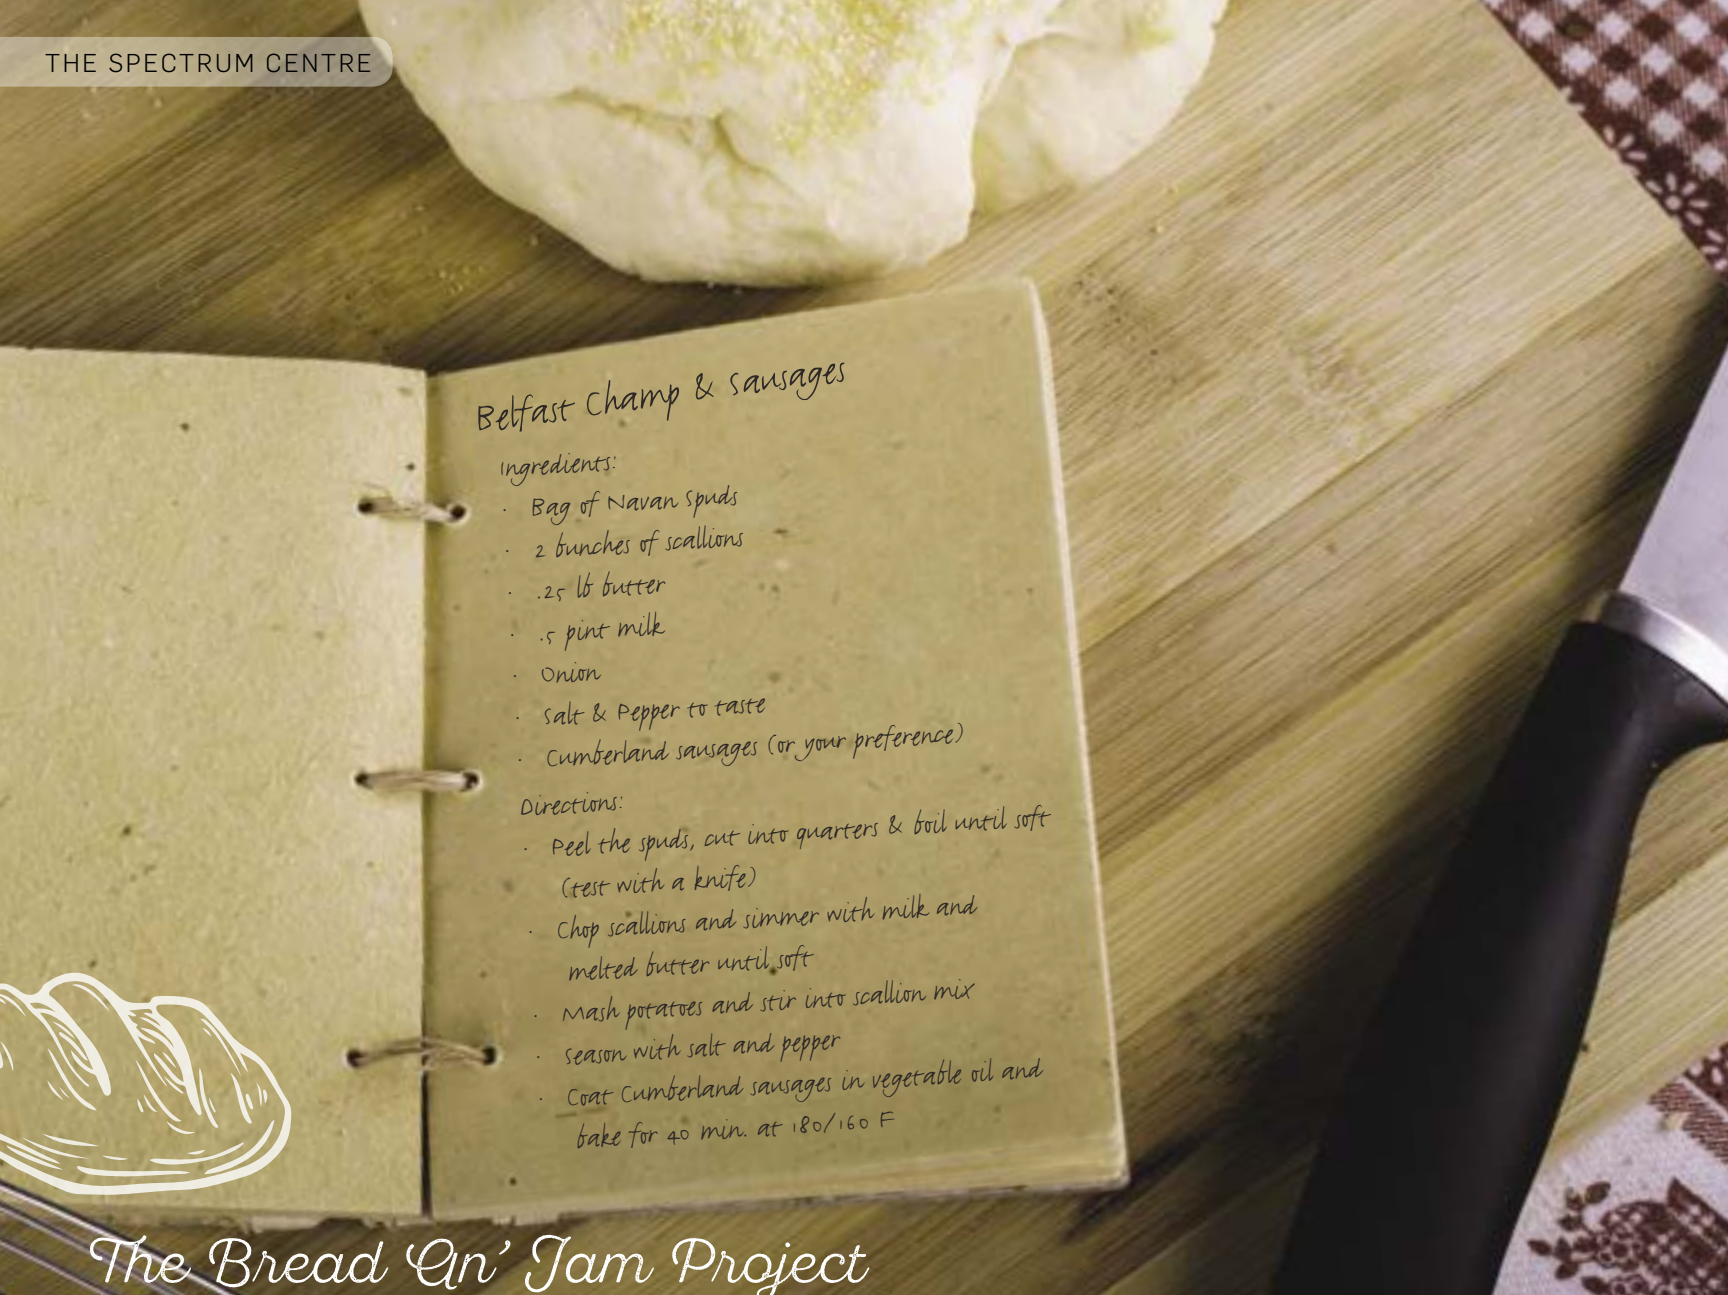 THE SPECTRUM CENTRE
Belfast Champ & Sausages
Ingredients:
· Bag of Navan Spuds
· 2 bunches of scallions
· .25 lb butter
· .5 pint milk
· Onion
· Salt & Pepper to taste
· Cumberland sausages (or your preference)
Directions:
· Peel the spuds, cut into quarters & boil until soft
(test with a knife)
· Chop scallions and simmer with milk and
melted butter until soft
· Mash potatoes and stir into scallion mix
· Season with salt and pepper
· Coat Cumberland sausages in vegetable oil and
bake for 40 min. at 180/160 F
The Bread An' Jam Project